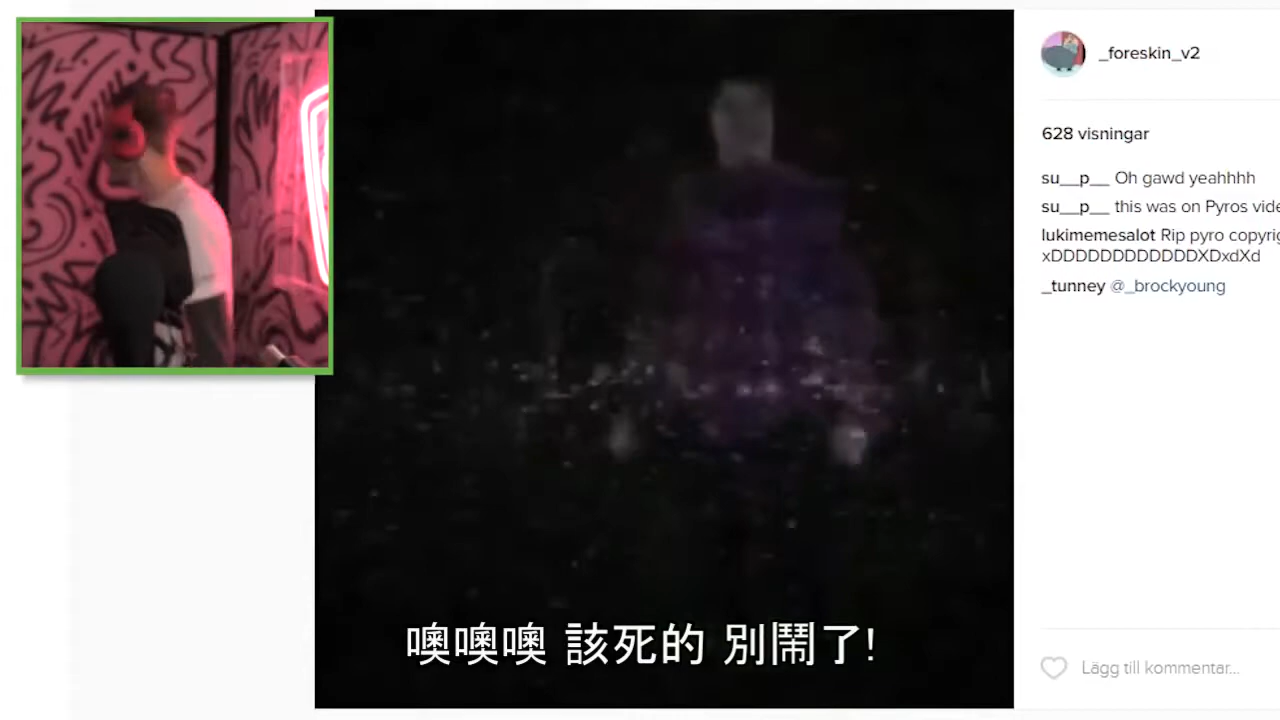 _foreskin_v2
628 visningar
su__p__ Oh gawd yeahhhh
su__p__ this was on Pyros vide
lukimemesalot Rip pyro copyrig
xDDDDDDDDDDDDXDxdXd
_tunney @_brockyoung
噢噢噢 該死的 別鬧了!
Lägg till kommentar...